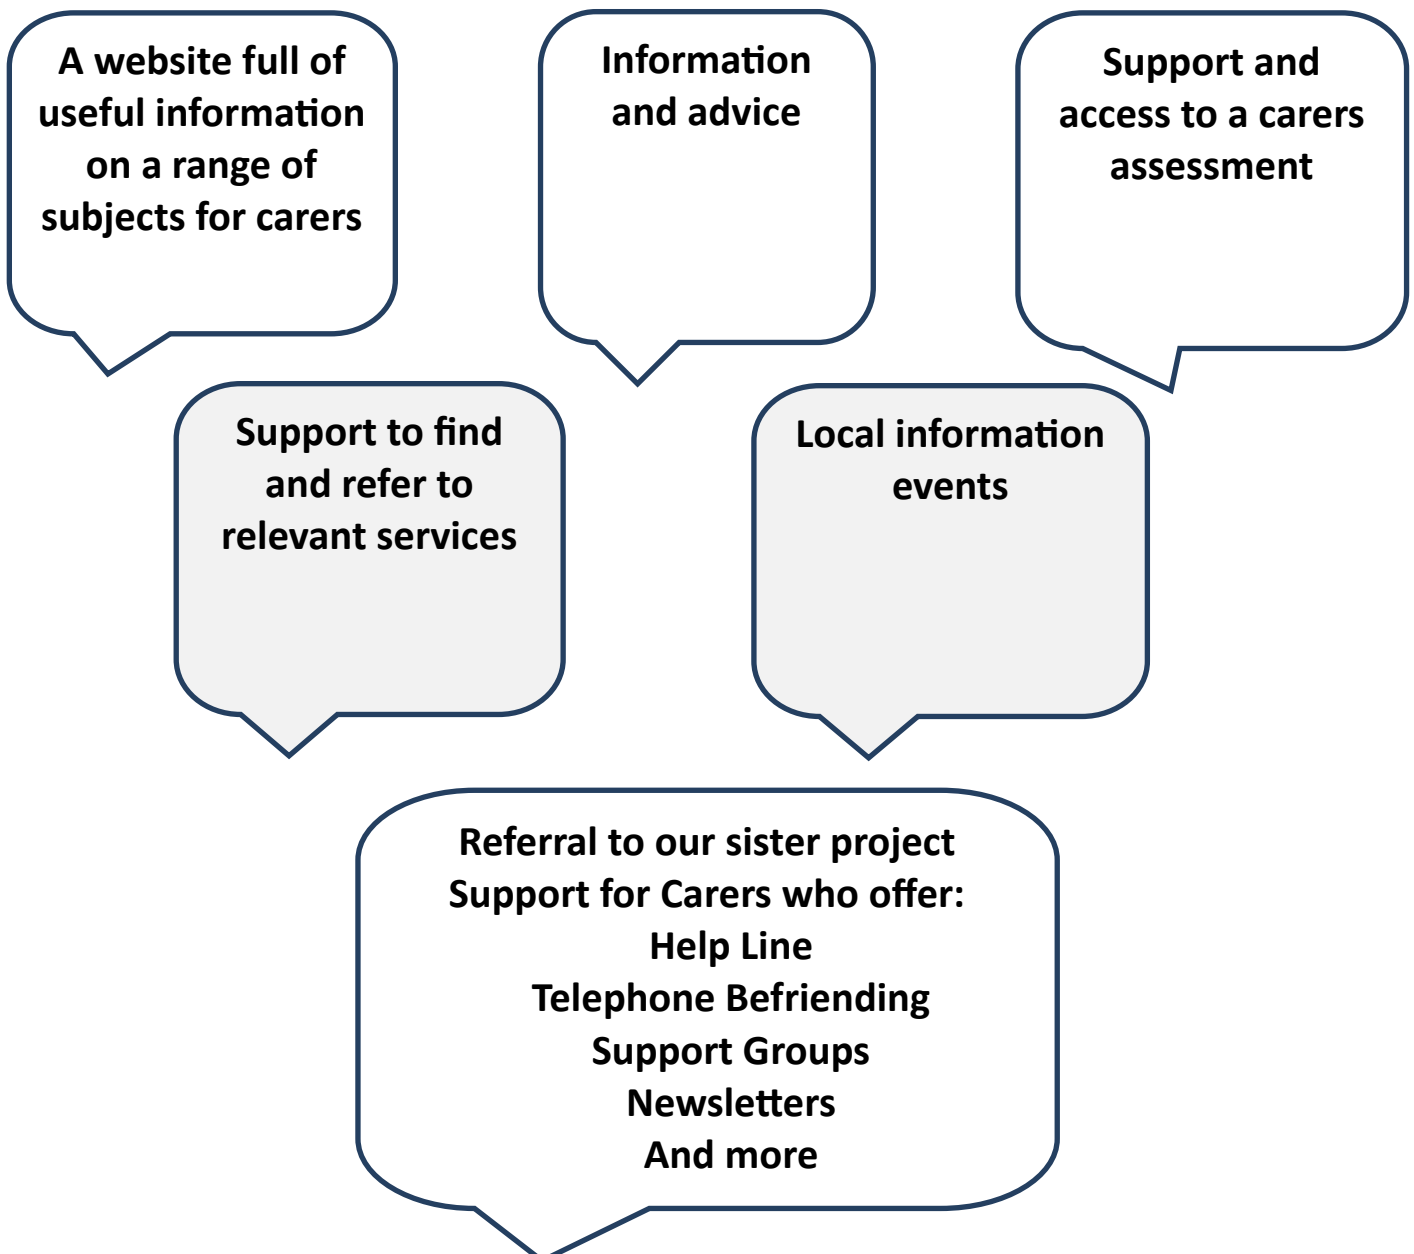 A website full of
useful information
on a range of
subjects for carers
Information
and advice
Support and
access to a carers
assessment
Support to find
and refer to
relevant services
Local information
events
Referral to our sister project
Support for Carers who offer:
Help Line
Telephone Befriending
Support Groups
Newsletters
And more